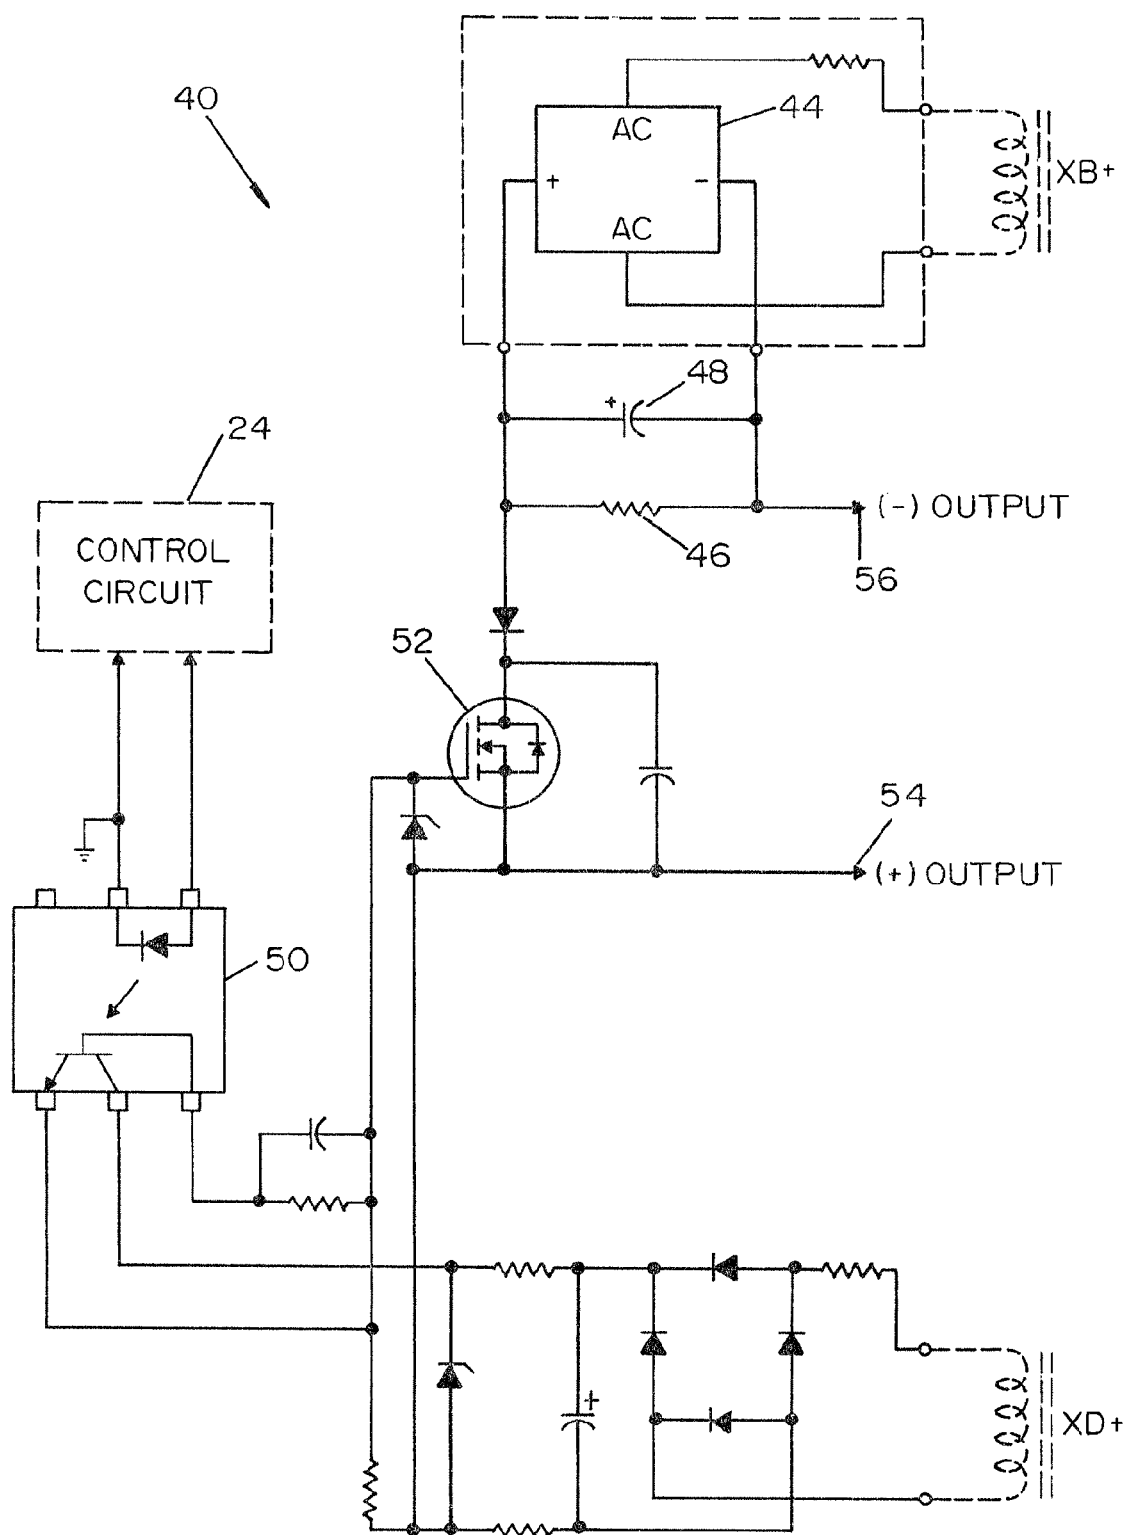 40
AC
44
XB+
+
-
AC
+
48
24
(-) OUTPUT
CONTROL
CIRCUIT
46
56
52
54
(+) OUTPUT
50
+
XD+